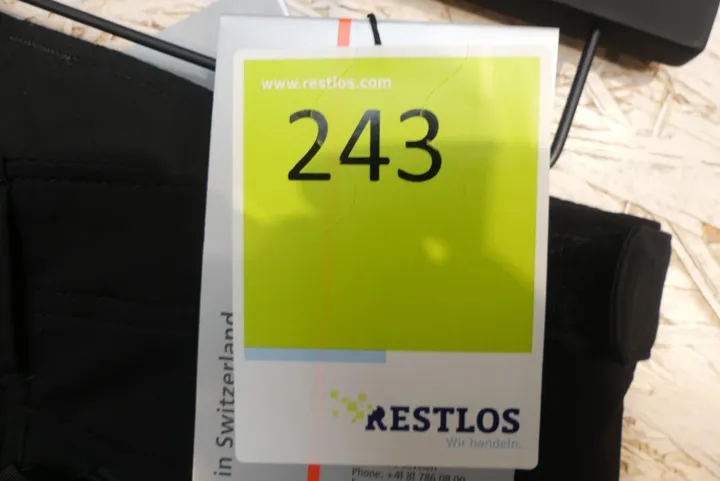 www.restlos.com
243
RESTLOS
Wir handeln.
in Switzerland
Phone: +41 81 786 08 00